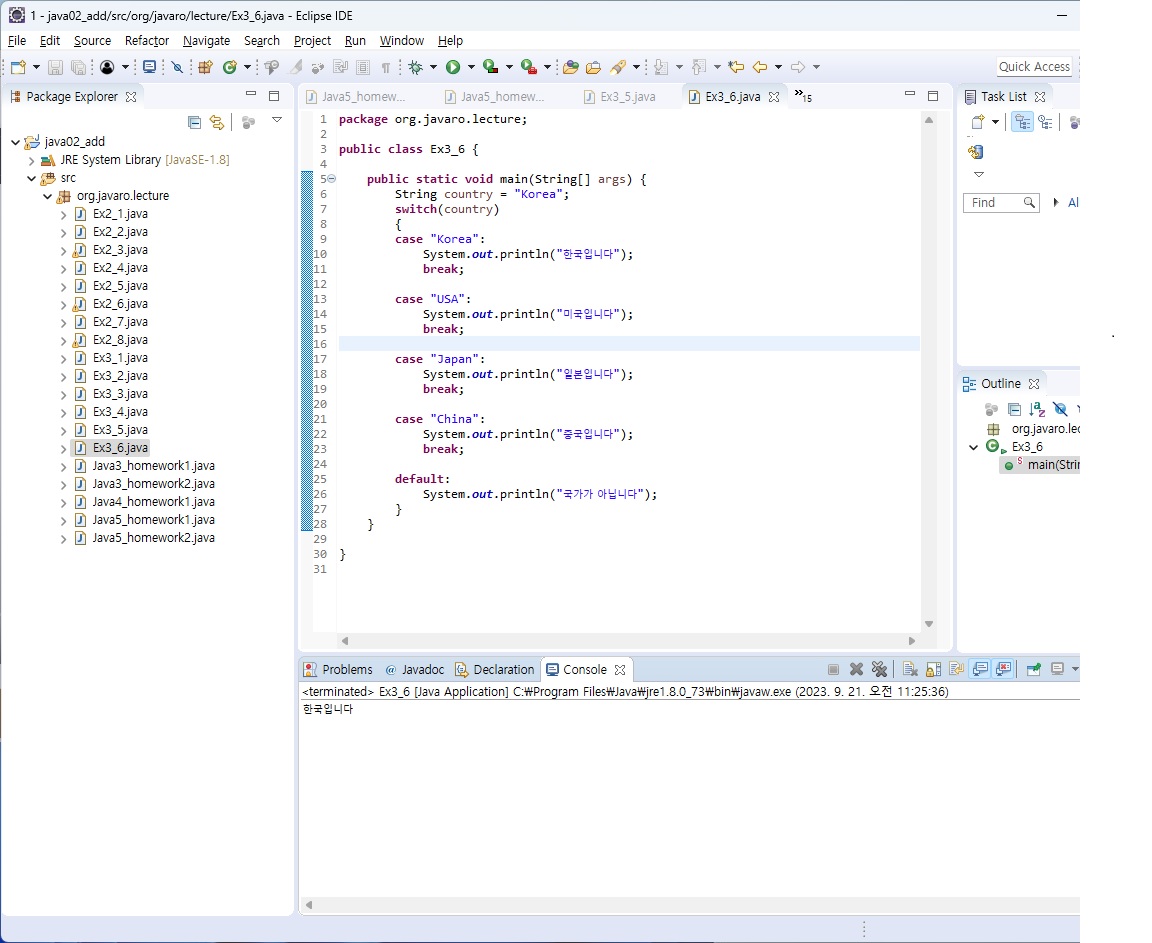 1 - java02_add/src/org/javaro/lecture/Ex3_6.java - Eclipse IDE
File Edit Source Refactor Navigate Search Project Run Window Help
Quick Access
Package Explorer
java02_add
JRE System Library [JavaSE-1.8]
src
org.javaro.lecture
Ex2_1.java
Ex2_2.java
Ex2_3.java
Ex2_4.java
Ex2_5.java
Ex2_6.java
Ex2_7.java
Ex2_8.java
Ex3_1.java
Ex3_2.java
Ex3_3.java
Ex3_4.java
Ex3_5.java
Ex3_6.java
Java3_homework1.java
Java3_homework2.java
Java4_homework1.java
Java5_homework1.java
Java5_homework2.java
Java5_homew... Java5_homew... Ex3_5.java Ex3_6.java »15
1 package org.javaro.lecture;
2
3 public class Ex3_6 {
4
5 public static void main(String[] args) {
6 String country = "Korea";
7 switch(country)
8 {
9 case "Korea":
10 System.out.println("한국입니다");
11 break;
12
13 case "USA":
14 System.out.println("미국입니다");
15 break;
16
17 case "Japan":
18 System.out.println("일본입니다");
19 break;
20
21 case "China":
22 System.out.println("중국입니다");
23 break;
24
25 default:
26 System.out.println("국가가 아닙니다");
27 }
28 }
29
30 }
31
Task List
Find Al
Outline
org.javaro.lec
Ex3_6
main(Strin
Problems @ Javadoc Declaration Console
<terminated> Ex3_6 [Java Application] C:₩Program Files₩Java₩jre1.8.0_73₩bin₩javaw.exe (2023. 9. 21. 오전 11:25:36)
한국입니다